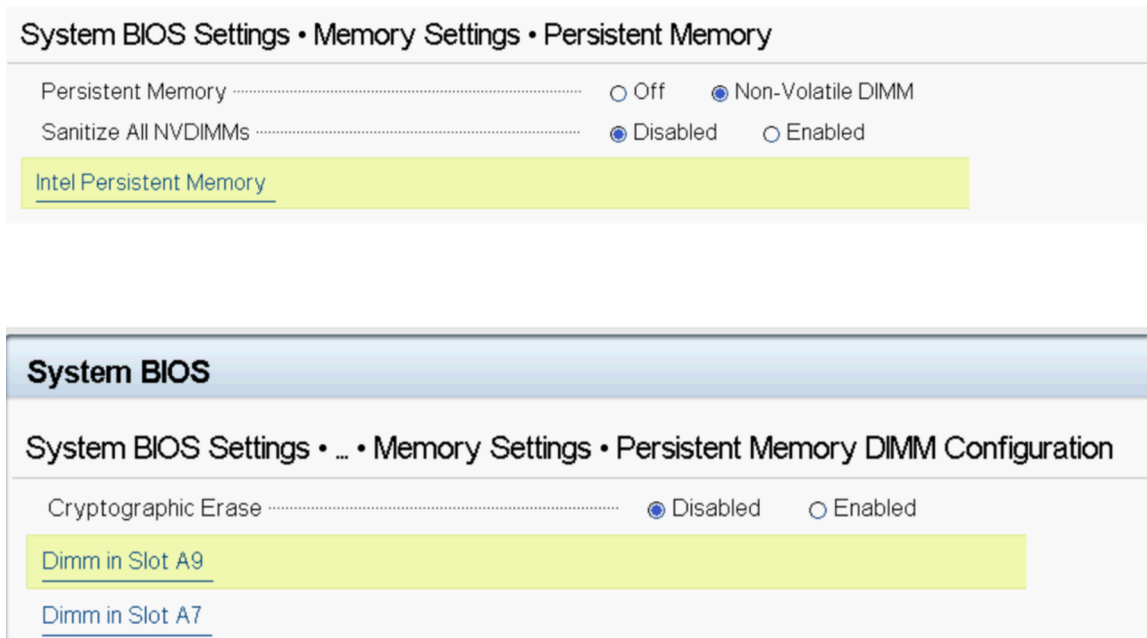 System BIOS Settings • Memory Settings • Persistent Memory
Persistent Memory Off Non-Volatile DIMM
Sanitize All NVDIMMs Disabled Enabled
Intel Persistent Memory
System BIOS
System BIOS Settings • ... • Memory Settings • Persistent Memory DIMM Configuration
Cryptographic Erase Disabled Enabled
Dimm in Slot A9
Dimm in Slot A7